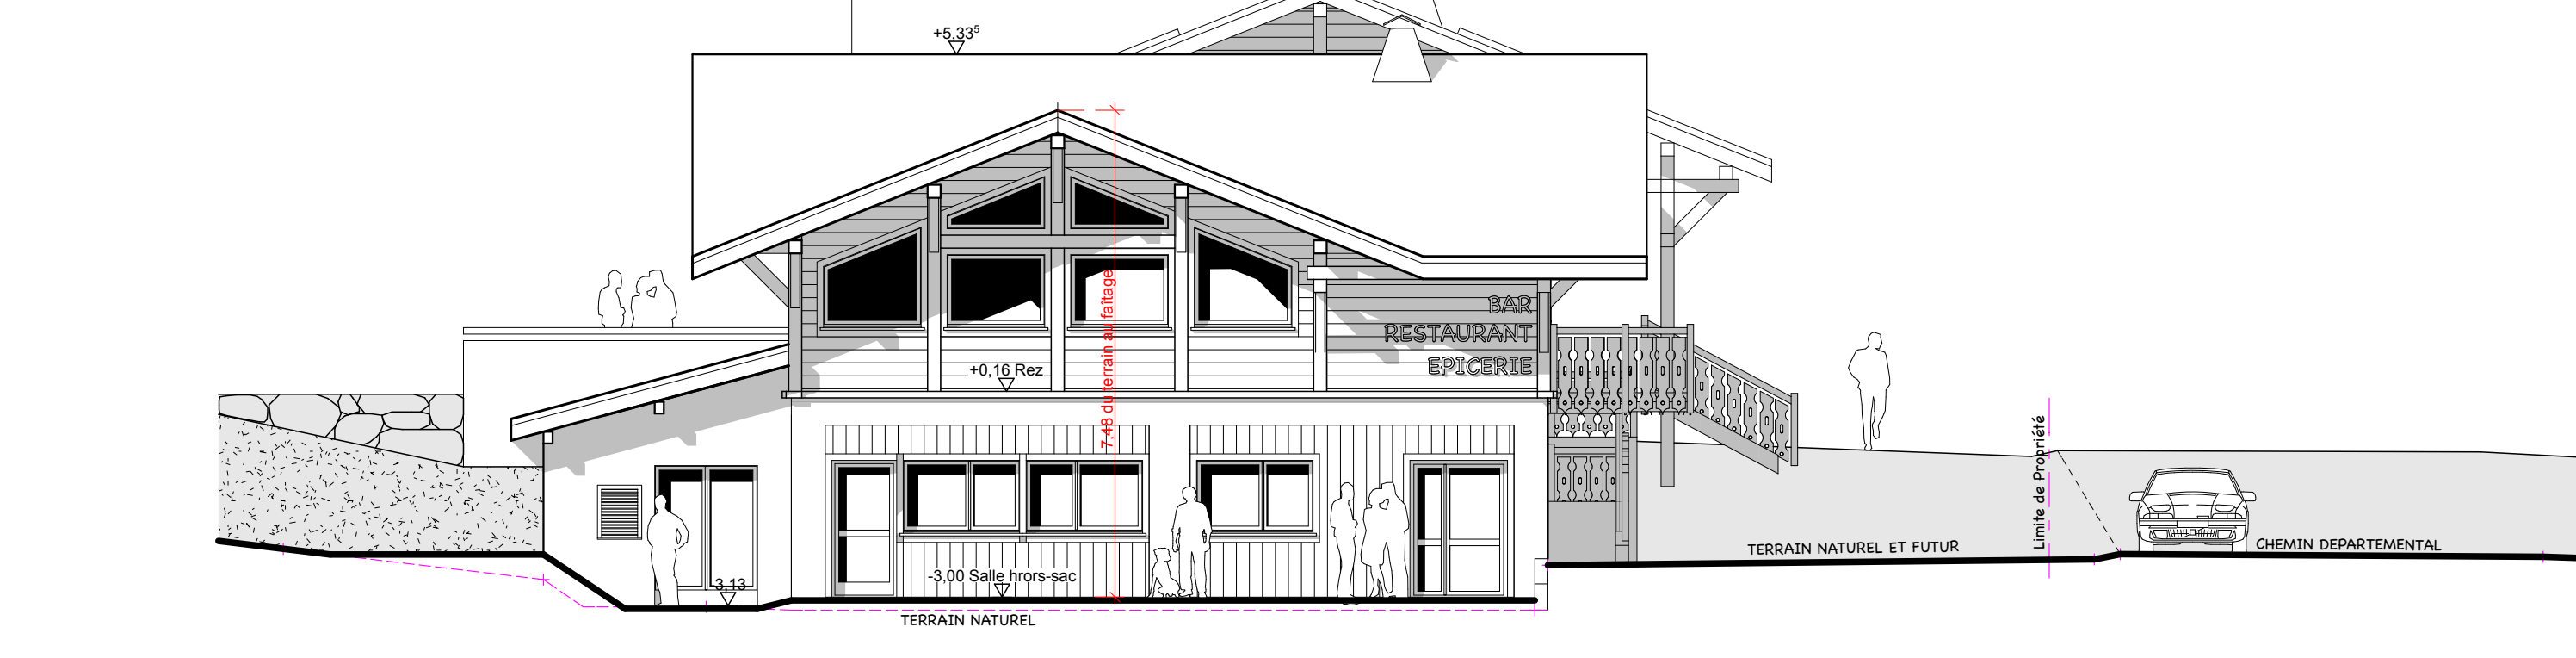 +5,33⁵
BAR
RESTAURANT
EPICERIE
+0,16 Rez
7,48 du terrain au faîtage
Limite de Propriété
TERRAIN NATUREL ET FUTUR
CHEMIN DEPARTEMENTAL
-3,00 Salle hrors-sac
3,13
TERRAIN NATUREL